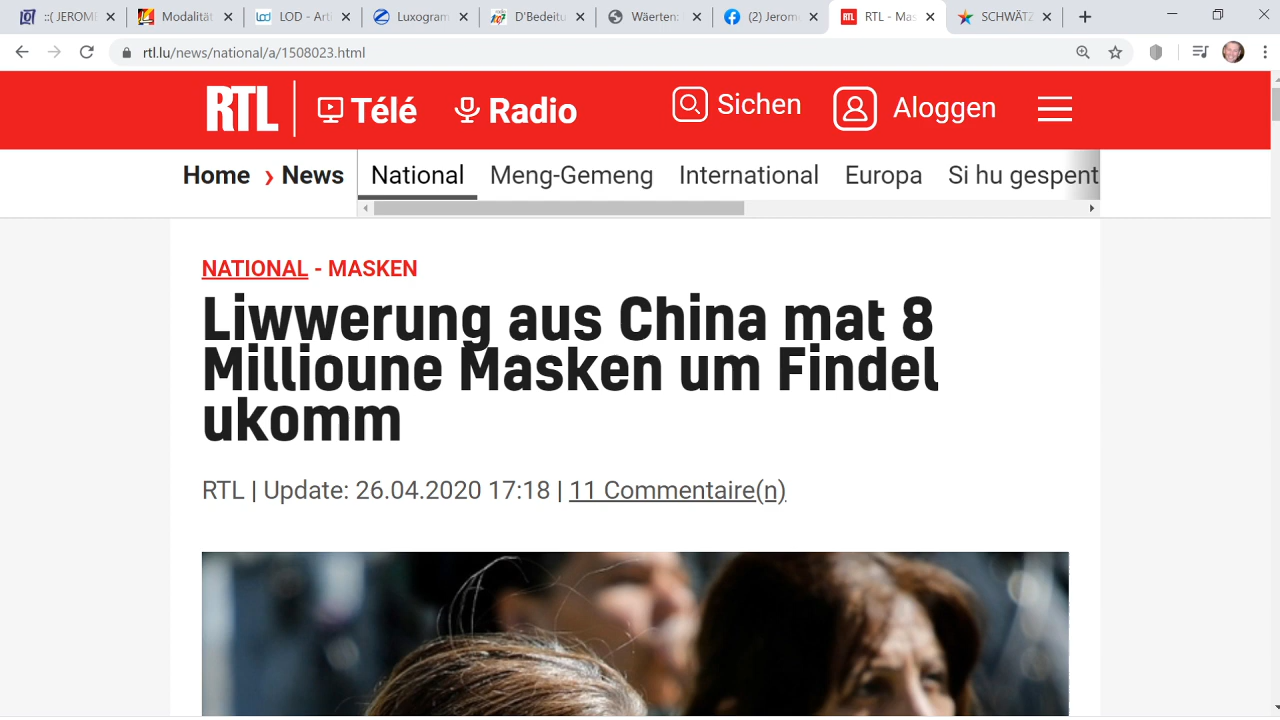 ::( JEROM
Modalität
LOD - Arti
Luxogram
D'Bedeitu
Wäerten:
(2) Jerom
RTL - Mas
SCHWÄTZ
rtl.lu/news/national/a/1508023.html
RTL Télé Radio Sichen Aloggen
Home › News National Meng-Gemeng International Europa Si hu gespent
NATIONAL - MASKEN
Liwwerung aus China mat 8
Millioune Masken um Findel
ukomm
RTL | Update: 26.04.2020 17:18 | 11 Commentaire(n)